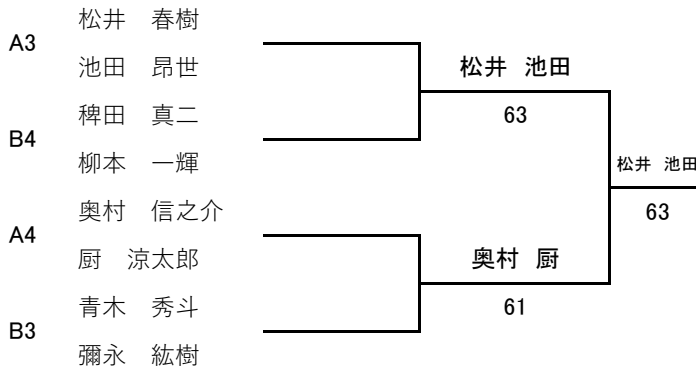 松井　春樹
A3
池田　昂世
松井　池田
稗田　真二
63
B4
柳本　一輝
松井　池田
奥村　信之介
63
A4
厨　涼太郎
奥村　厨
青木　秀斗
61
B3
彌永　紘樹